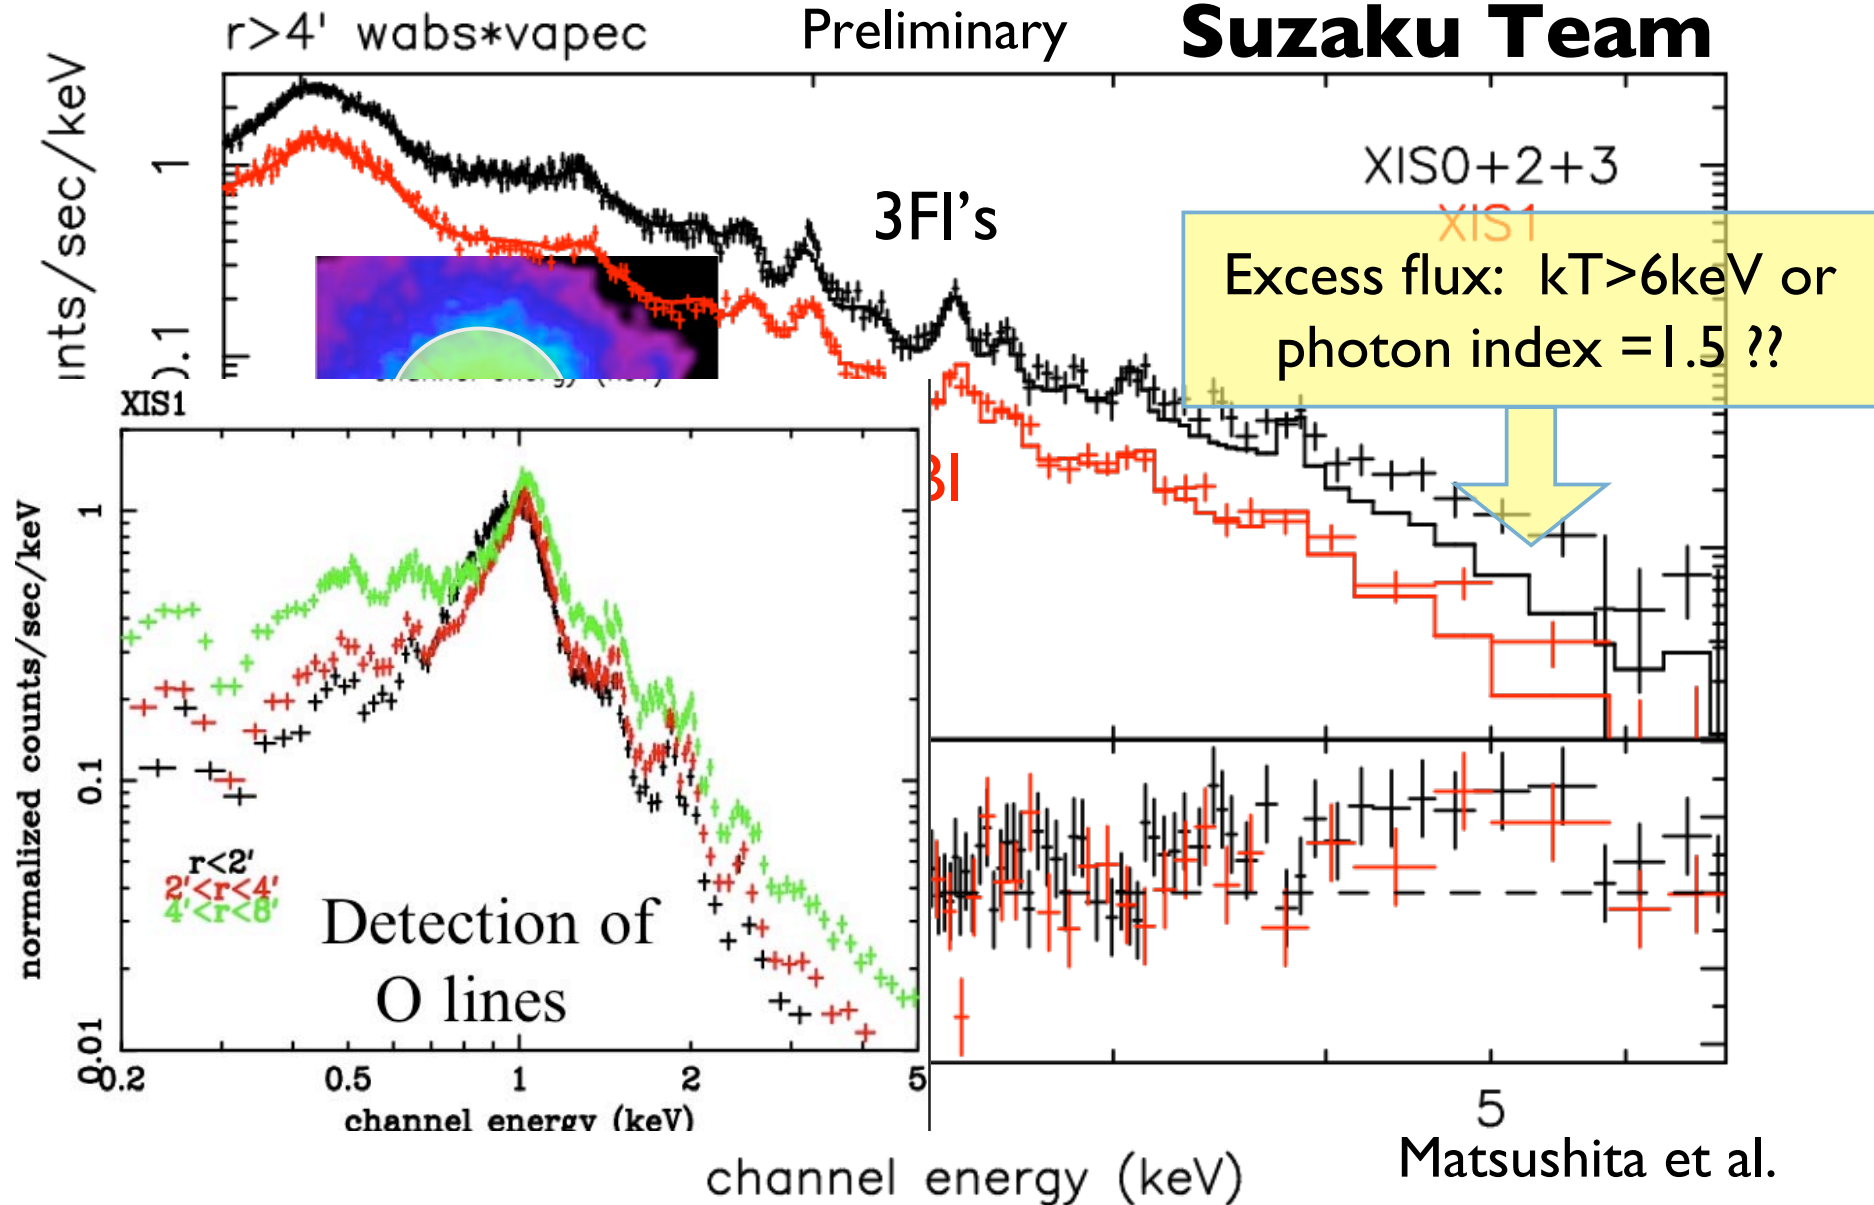 r>4' wabs*vapec
Preliminary
Suzaku Team
XIS0+2+3
XIS1
3FI's
Excess flux: kT>6keV or
photon index =1.5 ??
1
XIS1
normalized counts/sec/keV
1
0.1
0.01
r<2'
2'<r<4'
4'<r<8'
Detection of
O lines
0.2
0.5
1
2
5
channel energy (keV)
5
channel energy (keV)
Matsushita et al.